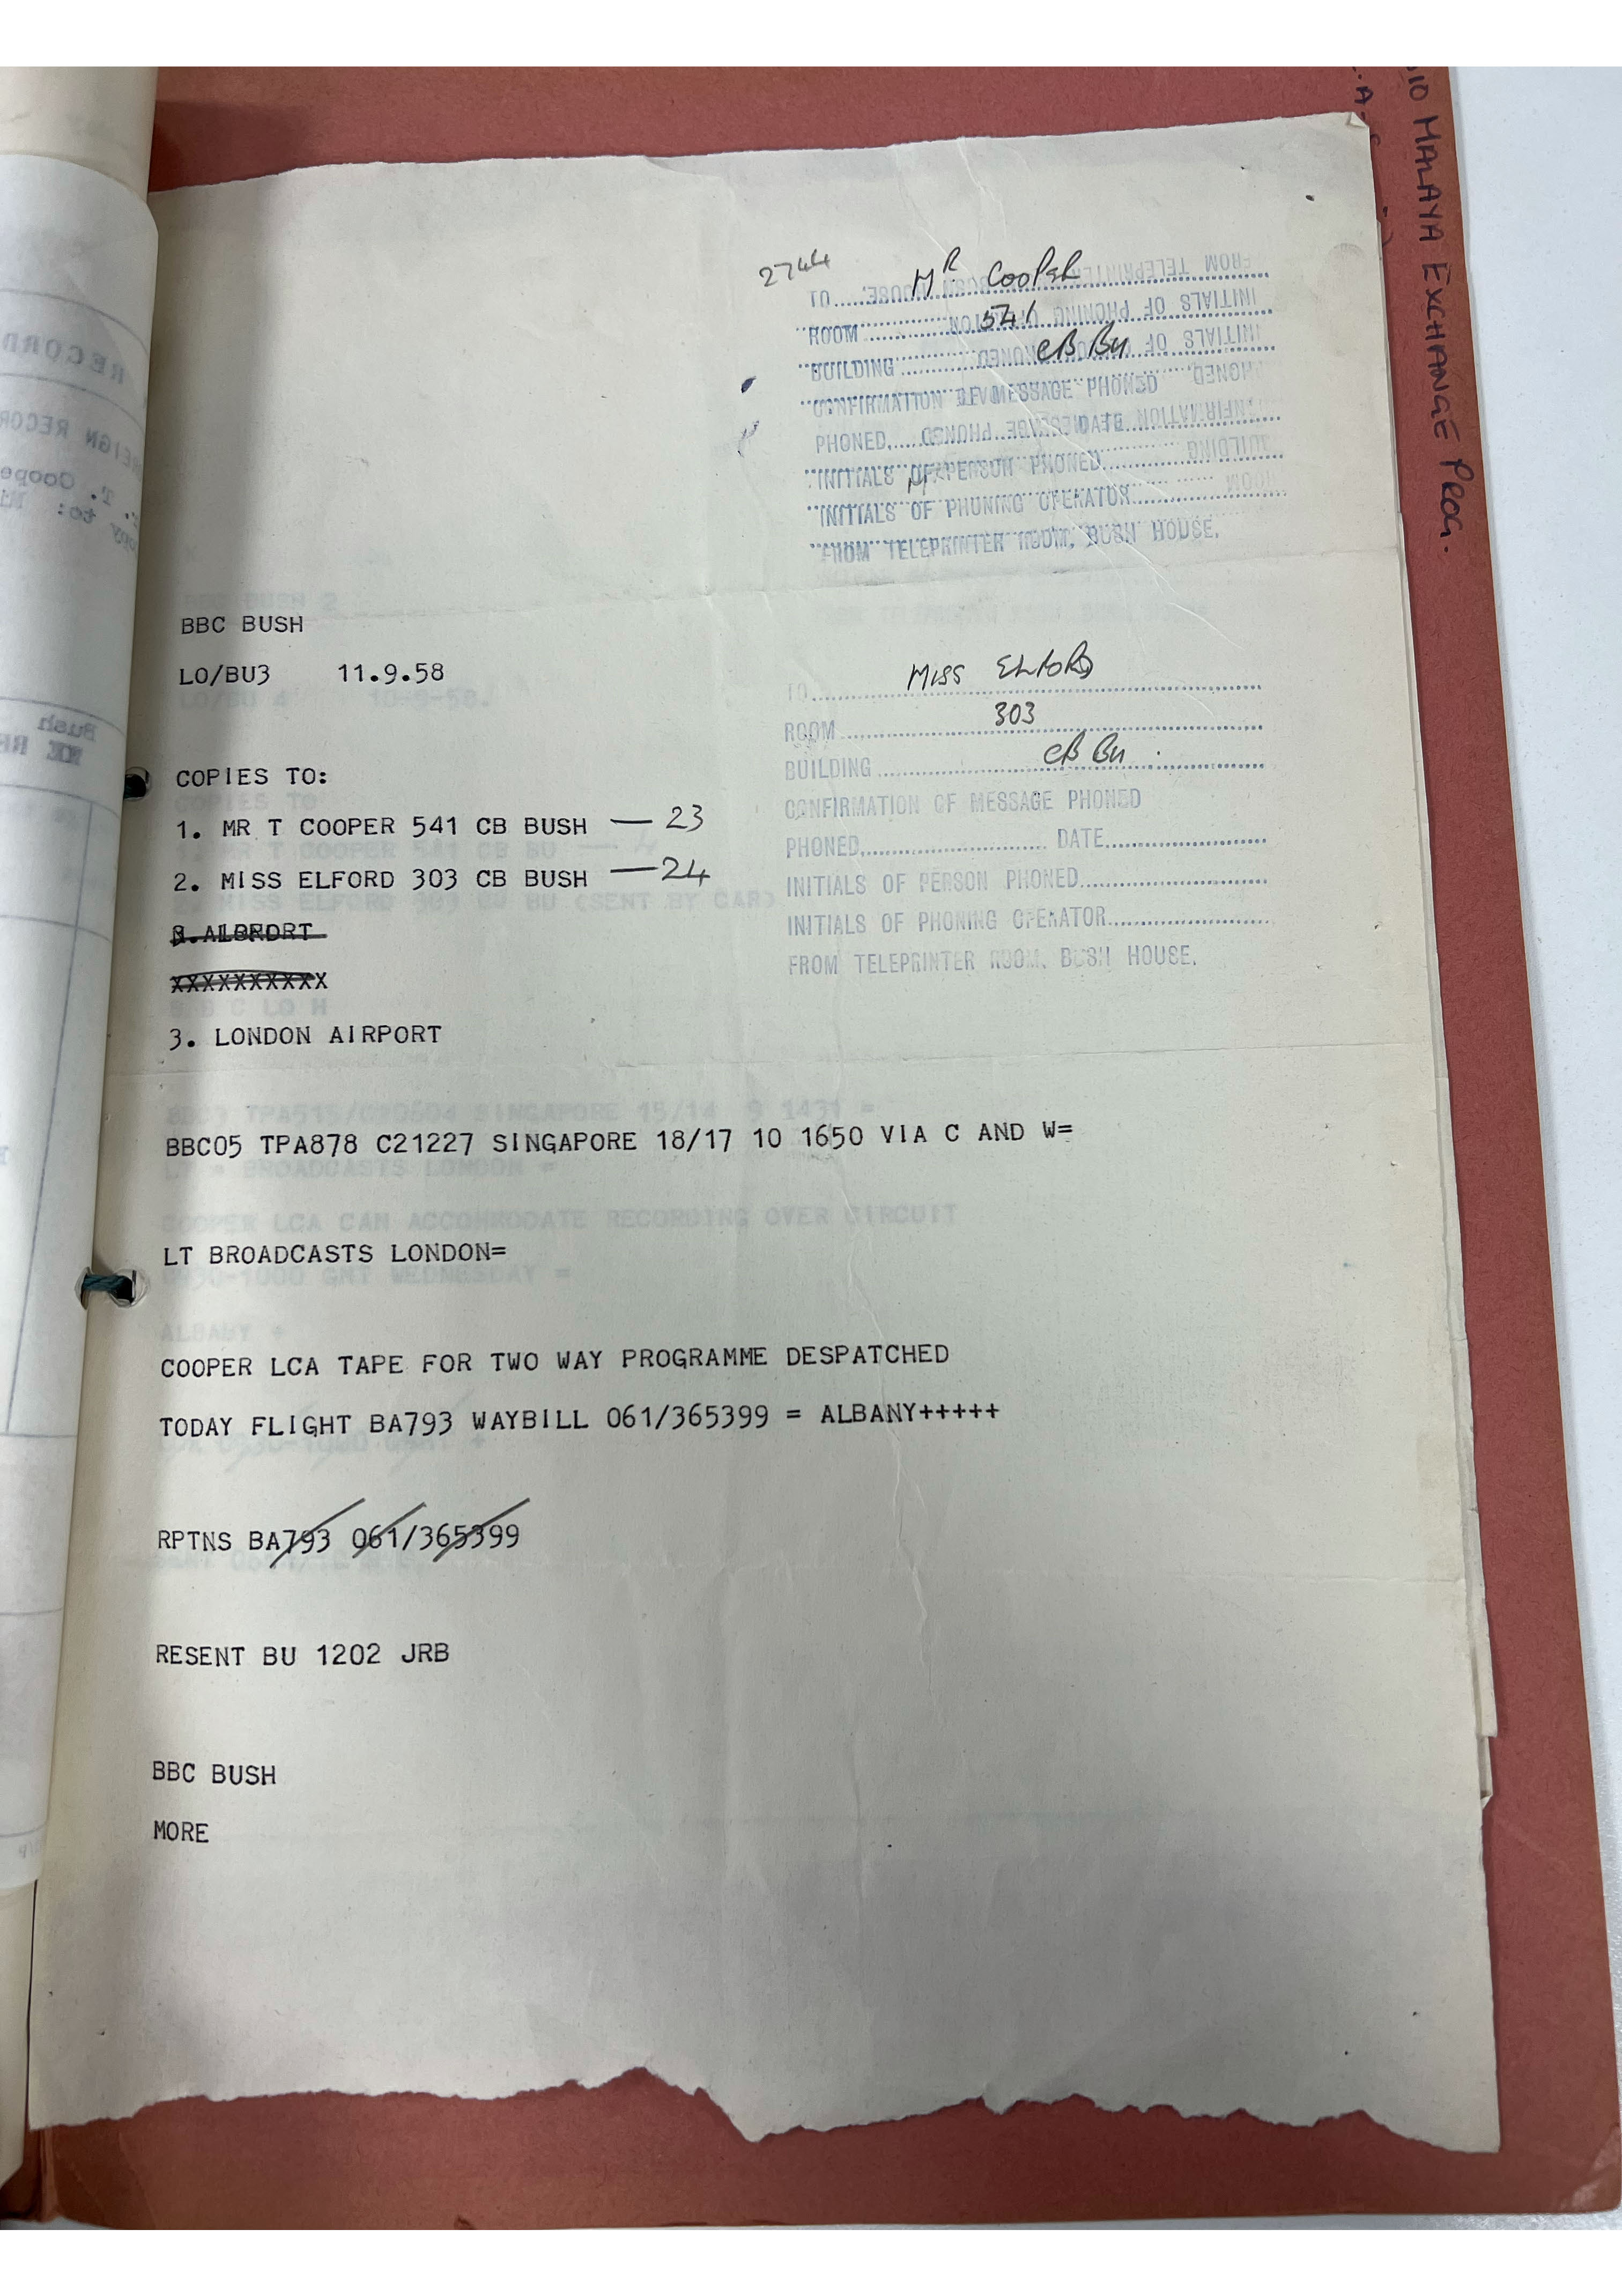 2744
TO Mr Cooper
ROOM 541
BUILDING CB Bu
CONFIRMATION OF MESSAGE PHONED
PHONED, DATE
INITIALS OF PERSON PHONED
INITIALS OF PHONING OPERATOR
FROM TELEPRINTER ROOM, BUSH HOUSE.
BBC BUSH
LO/BU3 11.9.58
TO Miss ELFORD
ROOM 303
BUILDING CB Bu
CONFIRMATION OF MESSAGE PHONED
PHONED, DATE
INITIALS OF PERSON PHONED
INITIALS OF PHONING OPERATOR
FROM TELEPRINTER ROOM, BUSH HOUSE.
COPIES TO:
1. MR T COOPER 541 CB BUSH — 23
2. MISS ELFORD 303 CB BUSH — 24
XXXXXXXXXX
3. LONDON AIRPORT
BBC05 TPA878 C21227 SINGAPORE 18/17 10 1650 VIA C AND W=
LT BROADCASTS LONDON=
COOPER LCA TAPE FOR TWO WAY PROGRAMME DESPATCHED
TODAY FLIGHT BA793 WAYBILL 061/365399 = ALBANY+++++
RPTNS BA793 061/365399
RESENT BU 1202 JRB
BBC BUSH
MORE
MALAYA EXCHANGE PROG.
RECORD
Bush